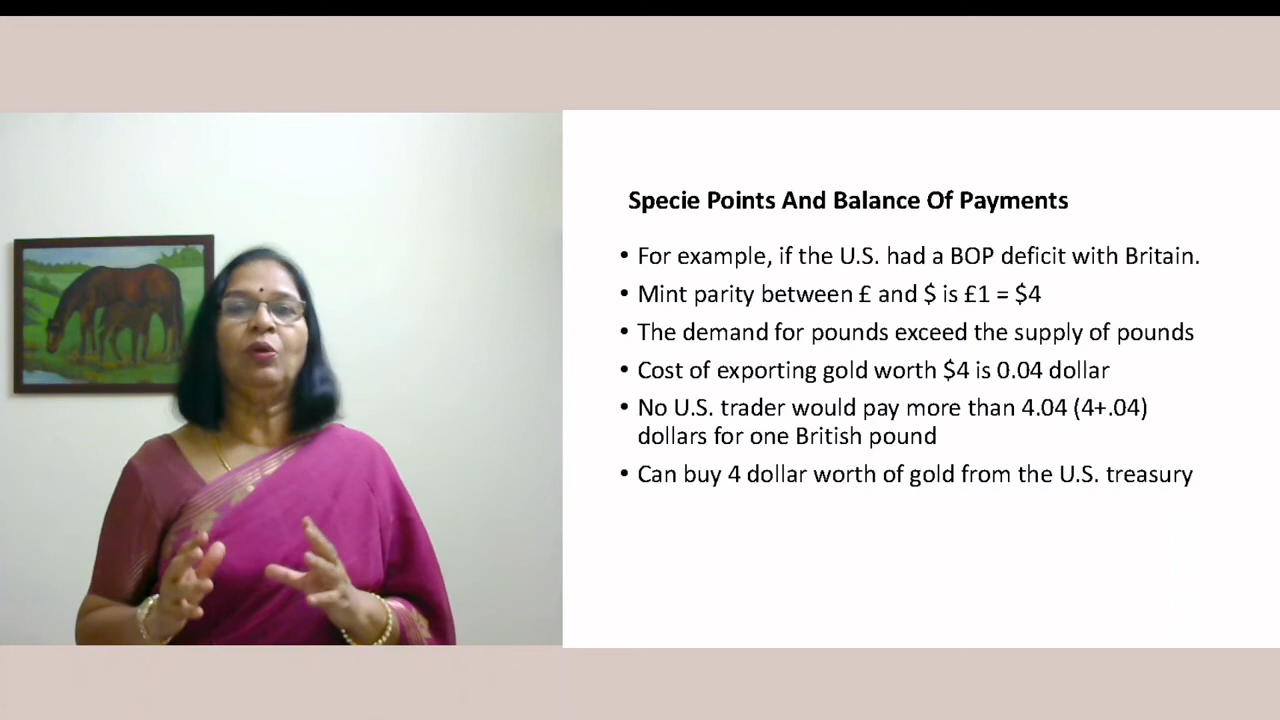 Specie Points And Balance Of Payments
• For example, if the U.S. had a BOP deficit with Britain.
• Mint parity between £ and $ is £1 = $4
• The demand for pounds exceed the supply of pounds
• Cost of exporting gold worth $4 is 0.04 dollar
• No U.S. trader would pay more than 4.04 (4+.04)
dollars for one British pound
• Can buy 4 dollar worth of gold from the U.S. treasury